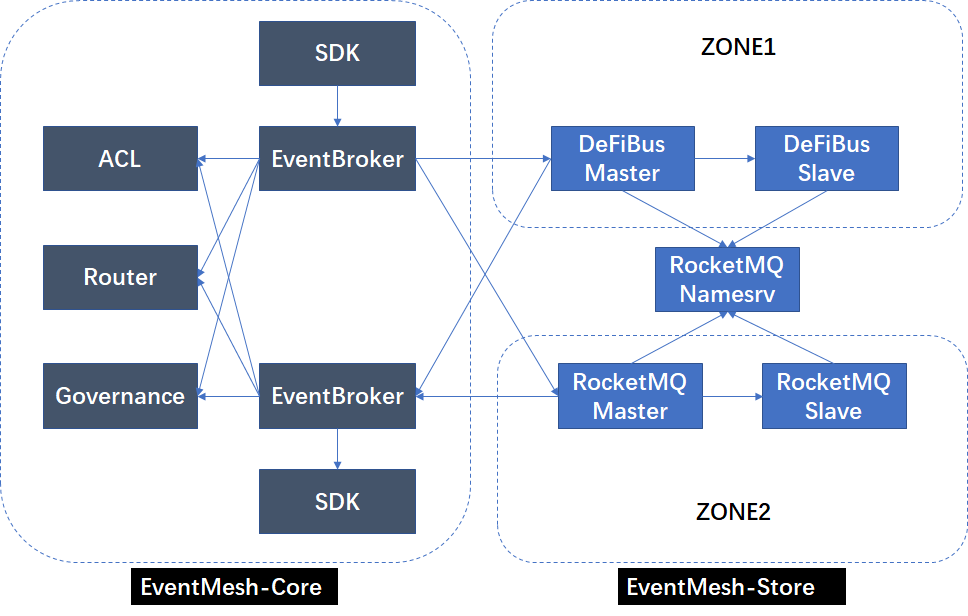 SDK
ZONE1
ACL
EventBroker
DeFiBus
Master
DeFiBus
Slave
Router
RocketMQ
Namesrv
Governance
EventBroker
RocketMQ
Master
RocketMQ
Slave
SDK
ZONE2
EventMesh-Core
EventMesh-Store